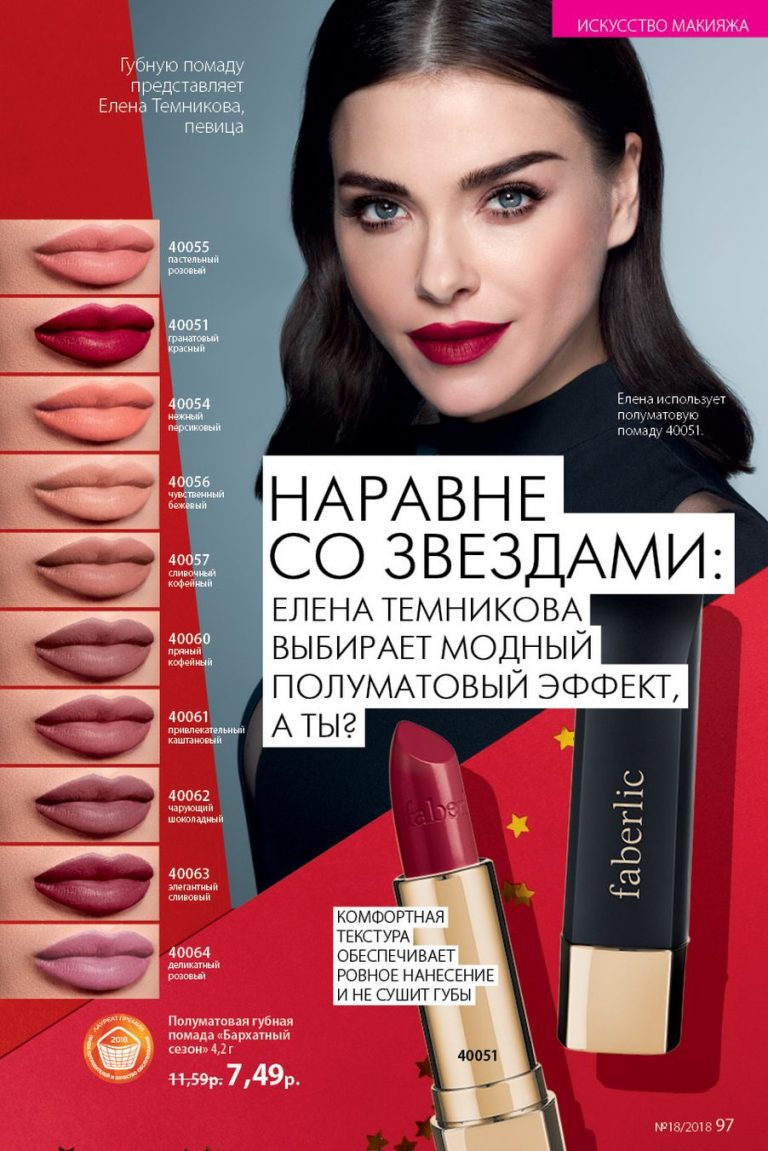 ИСКУССТВО МАКИЯЖА
Губную помаду
представляет
Елена Темникова,
певица
40055
пастельный
розовый
40051
гранатовый
красный
40054
нежный
персиковый
40056
чувственный
бежевый
40057
сливочный
кофейный
40060
пряный
кофейный
40061
привлекательный
каштановый
40062
чарующий
шоколадный
40063
элегантный
сливовый
40064
деликатный
розовый
Елена использует
полуматовую
помаду 40051.
НАРАВНЕ
СО ЗВЕЗДАМИ:
ЕЛЕНА ТЕМНИКОВА
ВЫБИРАЕТ МОДНЫЙ
ПОЛУМАТОВЫЙ ЭФФЕКТ,
А ТЫ?
faberlic
faberl
КОМФОРТНАЯ
ТЕКСТУРА
ОБЕСПЕЧИВАЕТ
РОВНОЕ НАНЕСЕНИЕ
И НЕ СУШИТ ГУБЫ
40051
ЛАУРЕАТ ПРЕМИИ
2018
Полуматовая губная
помада «Бархатный
сезон» 4,2 г
11,59р. 7,49р.
№18/2018 97